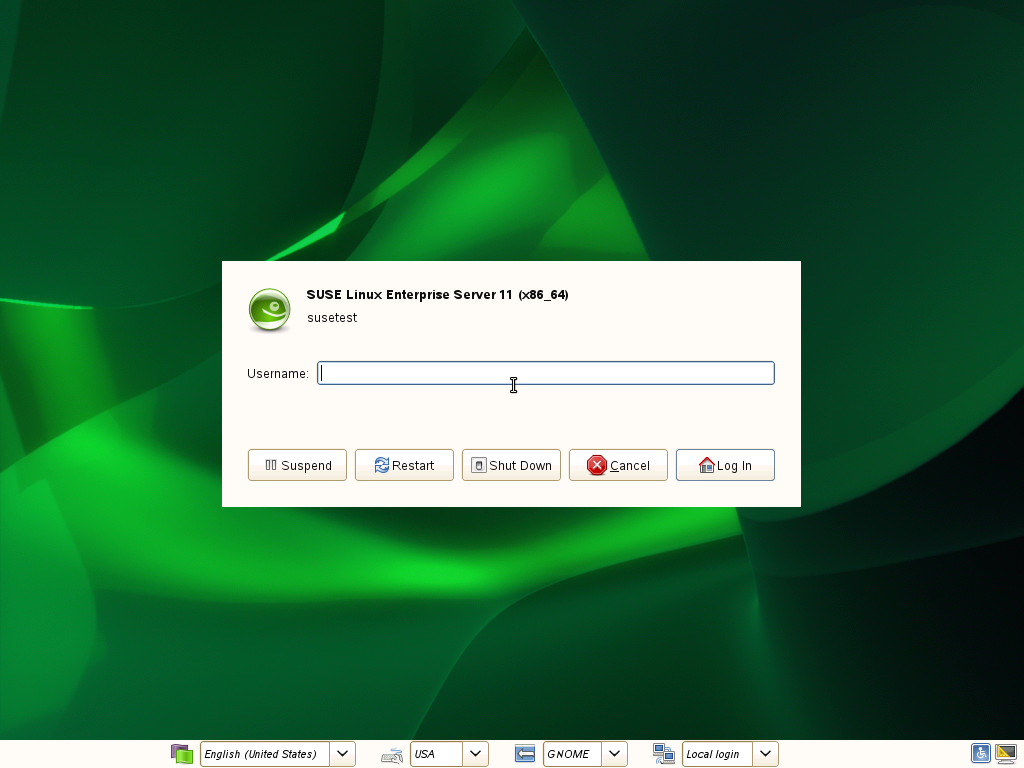 SUSE Linux Enterprise Server 11 (x86_64)
susetest
Username:
Suspend Restart Shut Down Cancel Log In
English (United States) USA GNOME Local login